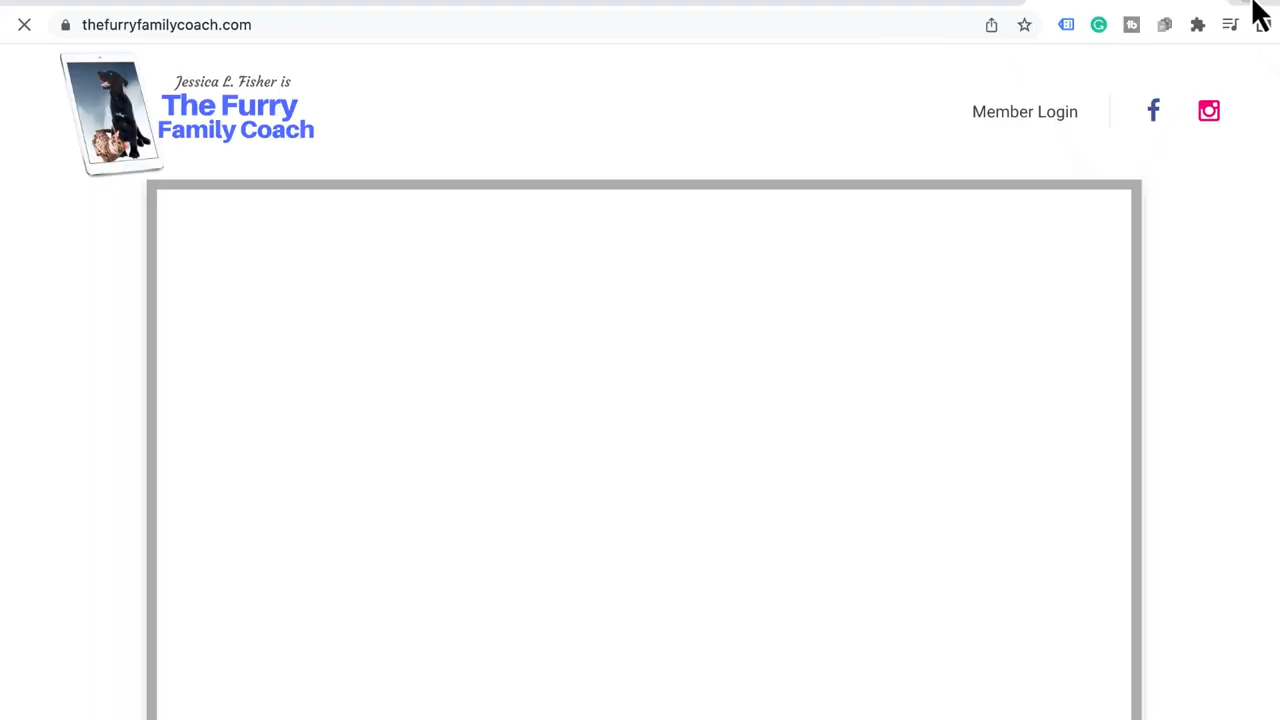 thefurryfamilycoach.com
Jessica L. Fisher is
The Furry
Family Coach
Member Login